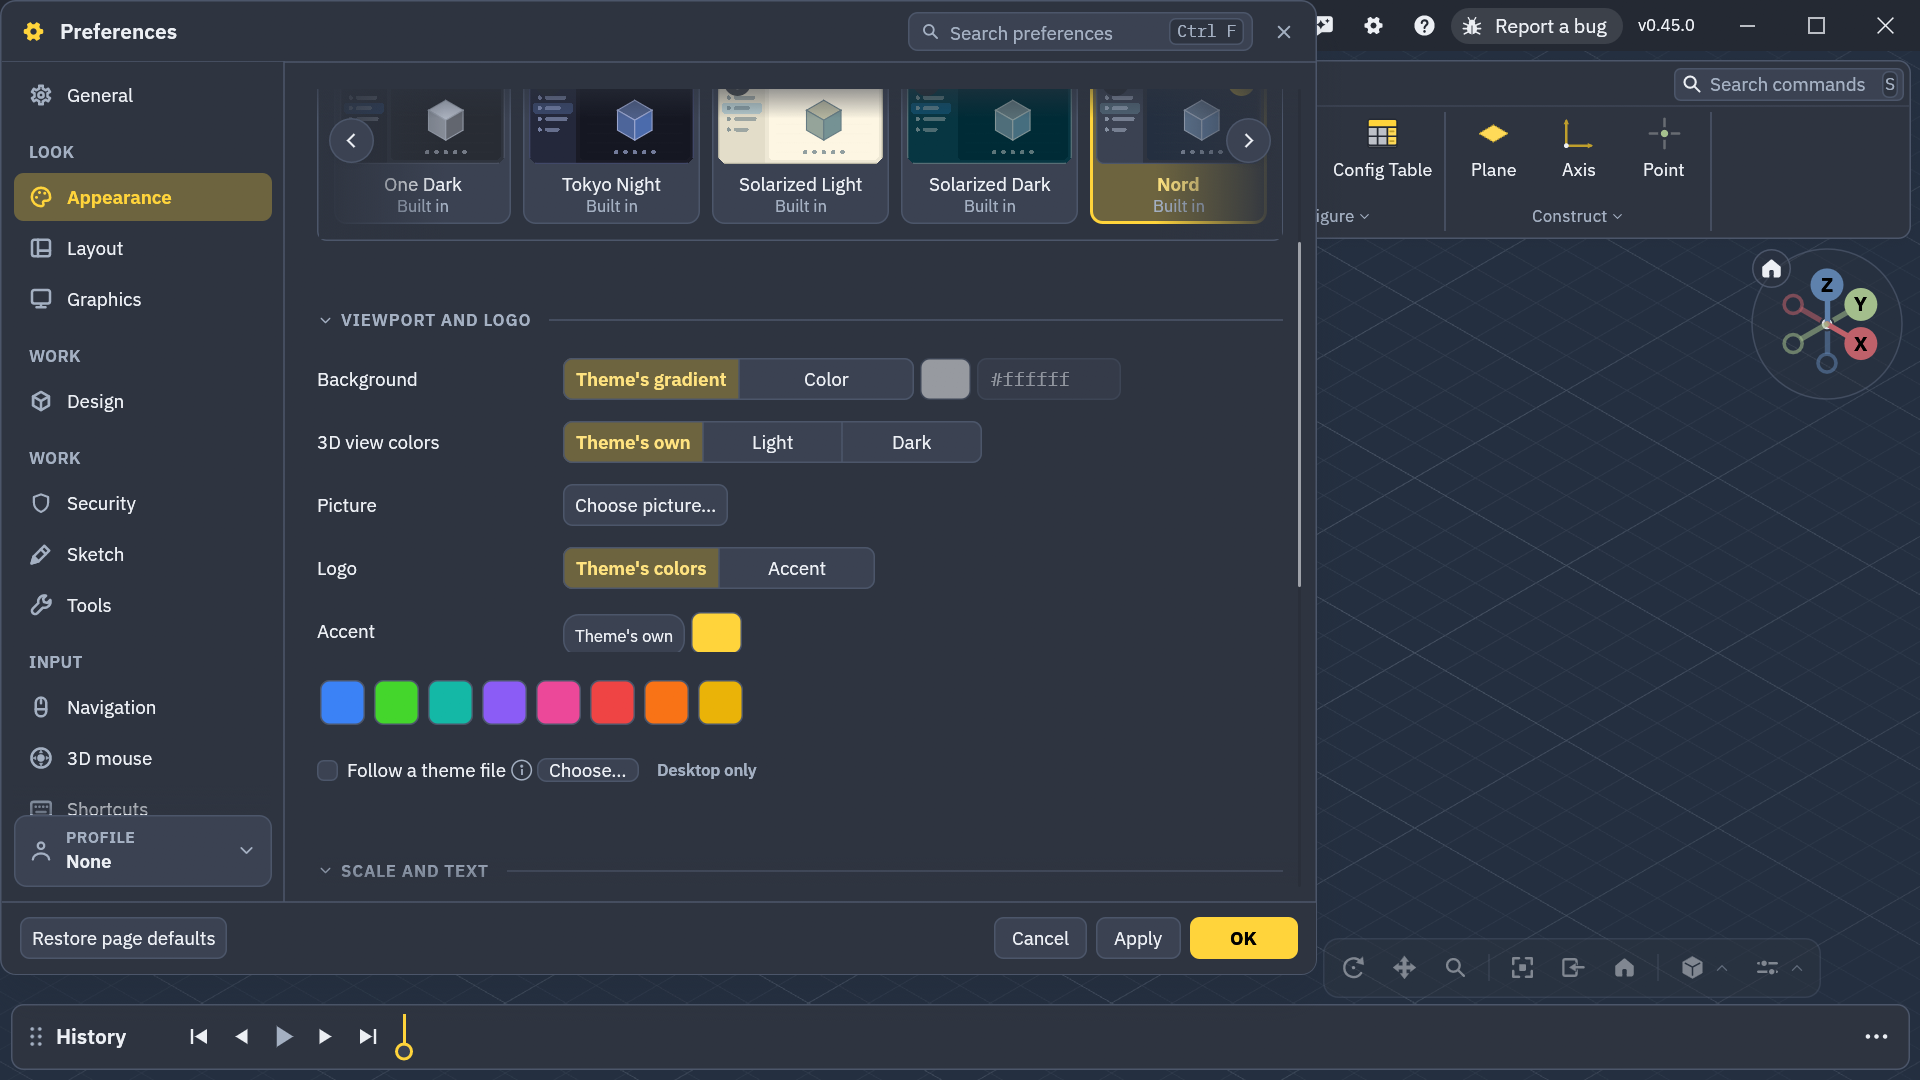 Preferences
Search preferences
Ctrl F
Report a bug
v0.45.0
General
LOOK
Appearance
Layout
Graphics
WORK
Design
WORK
Security
Sketch
Tools
INPUT
Navigation
3D mouse
Shortcuts
PROFILE
None
One Dark
Built in
Tokyo Night
Built in
Solarized Light
Built in
Solarized Dark
Built in
Nord
Built in
VIEWPORT AND LOGO
Background
Theme's gradient
Color
#ffffff
3D view colors
Theme's own
Light
Dark
Picture
Choose picture...
Logo
Theme's colors
Accent
Accent
Theme's own
Follow a theme file
Choose...
Desktop only
SCALE AND TEXT
Restore page defaults
Cancel
Apply
OK
Search commands
S
Config Table
Plane
Axis
Point
igure
Construct
Z
Y
X
History